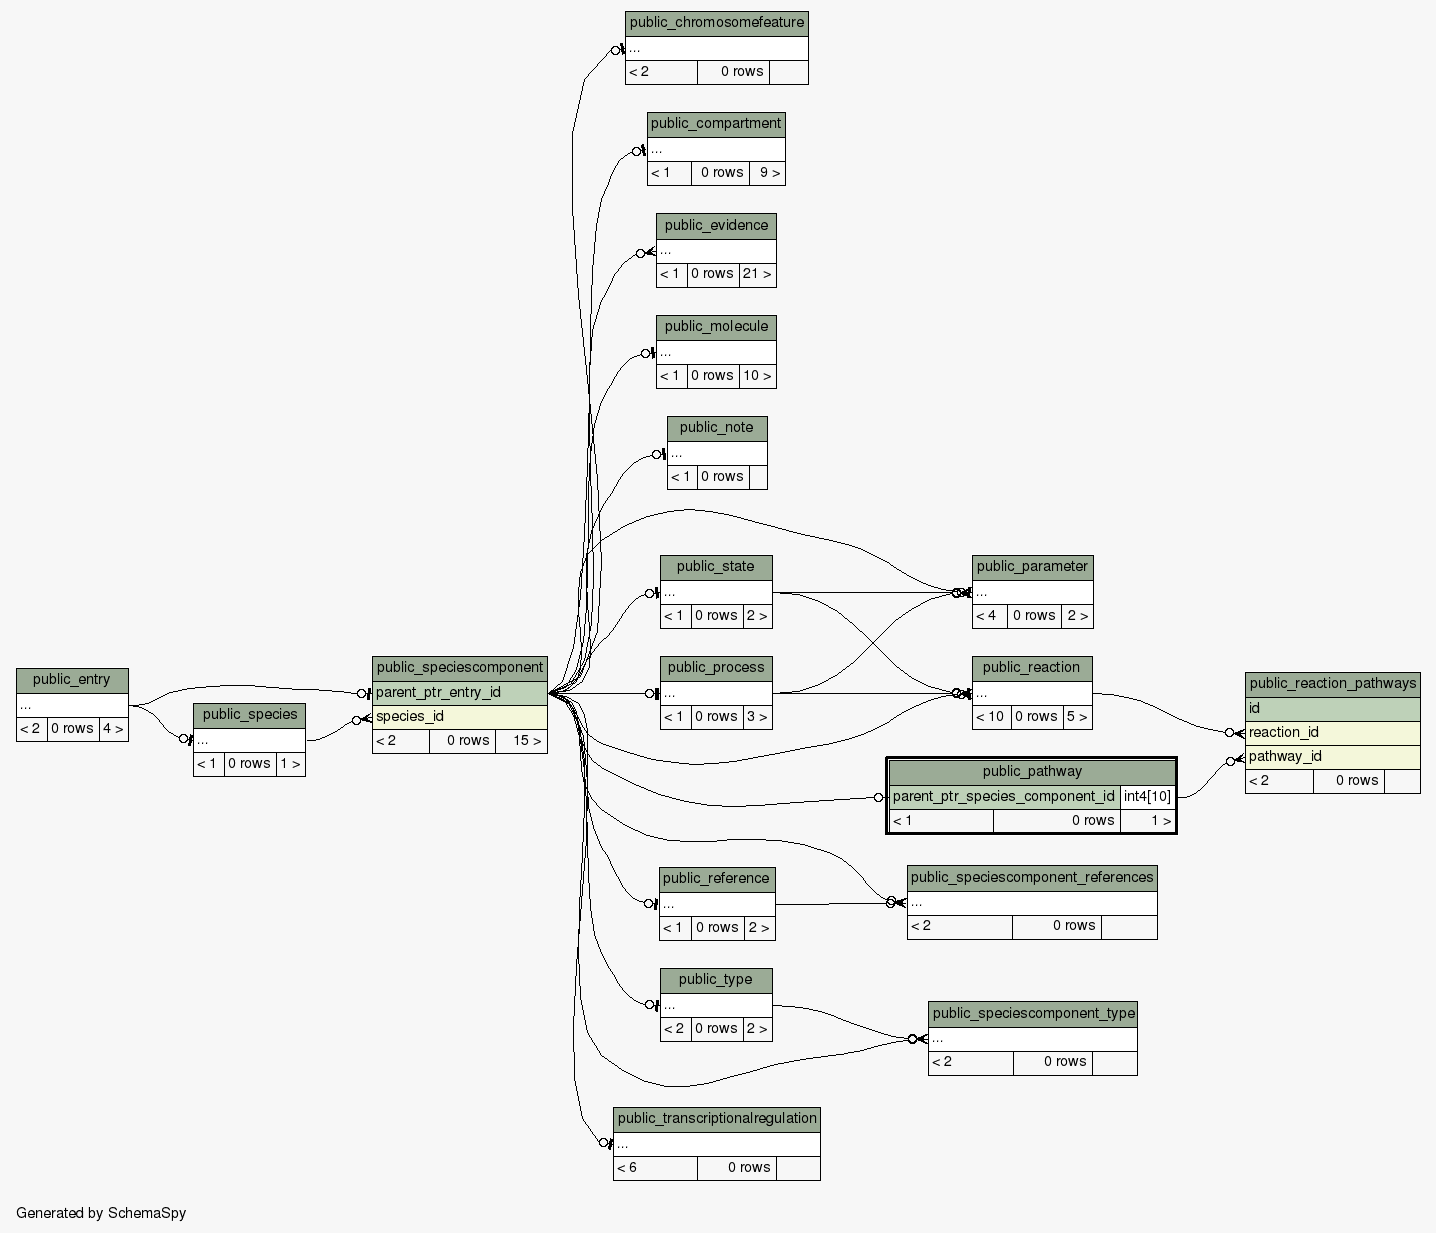 public_chromosomefeature
...
< 2 0 rows
public_compartment
...
< 1 0 rows 9 >
public_evidence
...
< 1 0 rows 21 >
public_molecule
...
< 1 0 rows 10 >
public_note
...
< 1 0 rows
public_state
...
< 1 0 rows 2 >
public_parameter
...
< 4 0 rows 2 >
public_entry
...
< 2 0 rows 4 >
public_species
...
< 1 0 rows 1 >
public_speciescomponent
parent_ptr_entry_id
species_id
< 2 0 rows 15 >
public_process
...
< 1 0 rows 3 >
public_reaction
...
< 10 0 rows 5 >
public_reaction_pathways
id
reaction_id
pathway_id
< 2 0 rows
public_pathway
parent_ptr_species_component_id int4[10]
< 1 0 rows 1 >
public_reference
...
< 1 0 rows 2 >
public_speciescomponent_references
...
< 2 0 rows
public_type
...
< 2 0 rows 2 >
public_speciescomponent_type
...
< 2 0 rows
public_transcriptionalregulation
...
< 6 0 rows
Generated by SchemaSpy